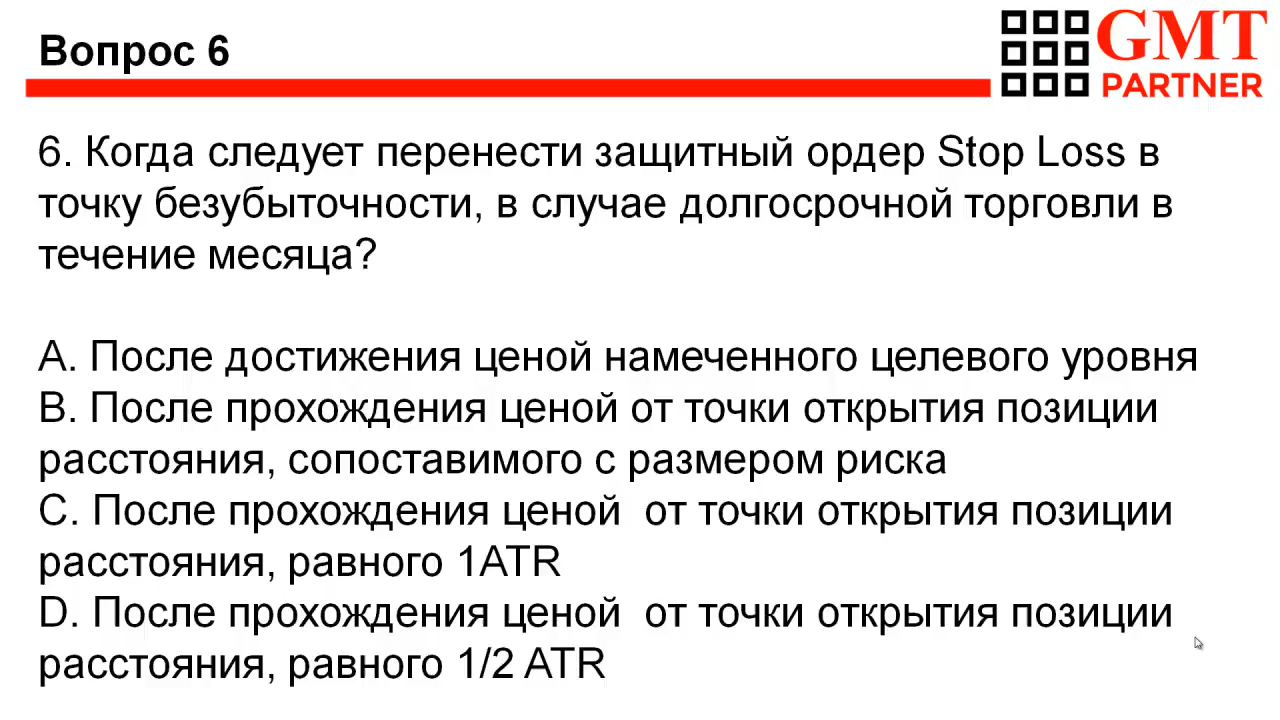 Вопрос 6
GMT
PARTNER
6. Когда следует перенести защитный ордер Stop Loss в
точку безубыточности, в случае долгосрочной торговли в
течение месяца?
A. После достижения ценой намеченного целевого уровня
B. После прохождения ценой от точки открытия позиции
расстояния, сопоставимого с размером риска
C. После прохождения ценой  от точки открытия позиции
расстояния, равного 1ATR
D. После прохождения ценой  от точки открытия позиции
расстояния, равного 1/2 ATR